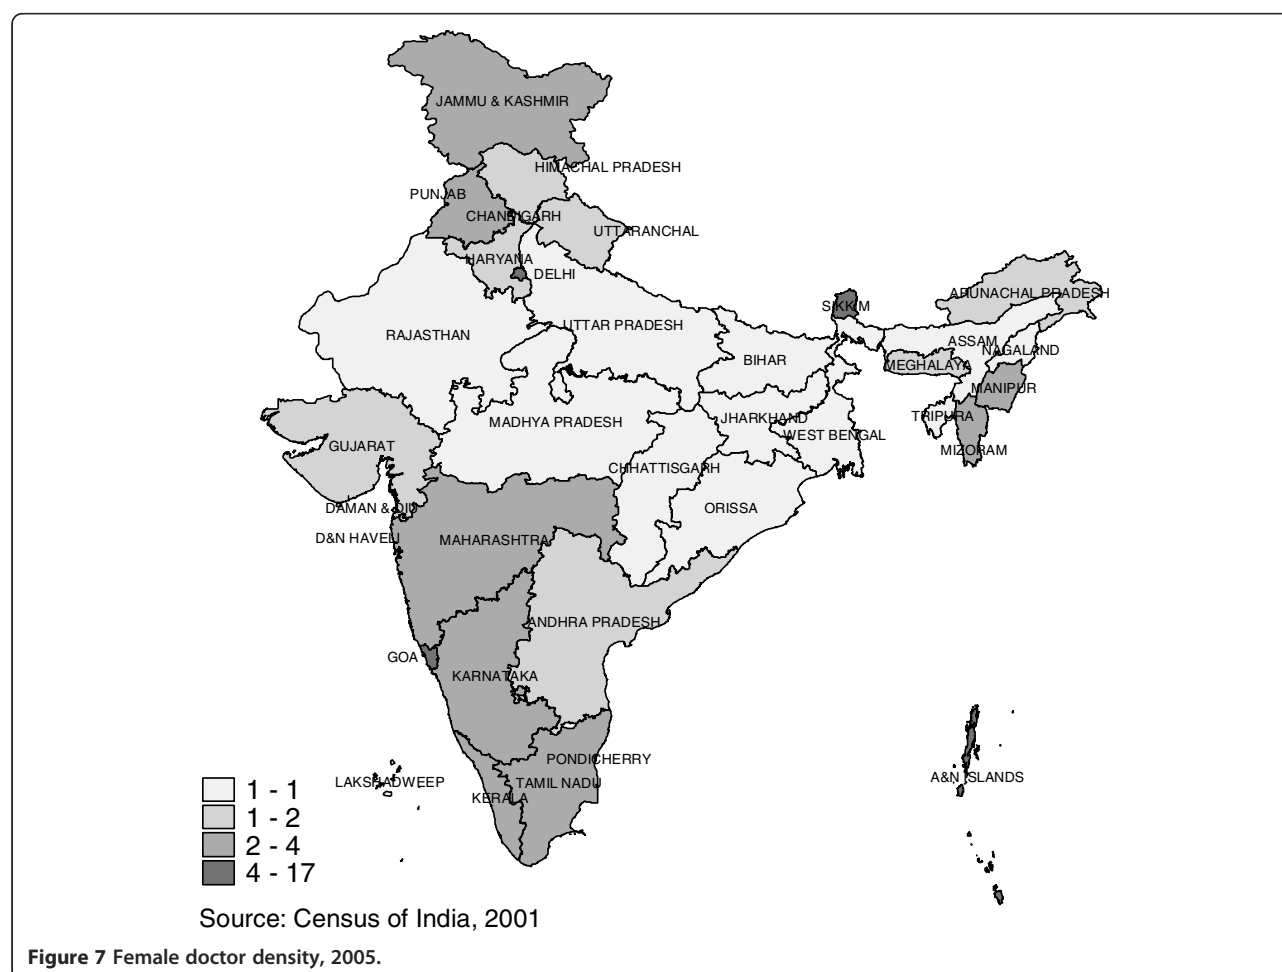 JAMMU & KASHMIR
HIMACHAL PRADESH
PUNJAB
CHANDIGARH
UTTARANCHAL
HARYANA
DELHI
ARUNACHAL PRADESH
SIKKIM
UTTAR PRADESH
RAJASTHAN
ASSAM
NAGALAND
BIHAR
MEGHALAYA
MANIPUR
TRIPURA
JHARKHAND
MADHYA PRADESH
WEST BENGAL
GUJARAT
MIZORAM
CHHATTISGARH
DAMAN & DIU
ORISSA
D&N HAVELI
MAHARASHTRA
ANDHRA PRADESH
GOA
KARNATAKA
PONDICHERRY
A&N ISLANDS
LAKSHADWEEP
TAMIL NADU
KERALA
1 - 1
1 - 2
2 - 4
4 - 17
Source: Census of India, 2001
Figure 7 Female doctor density, 2005.